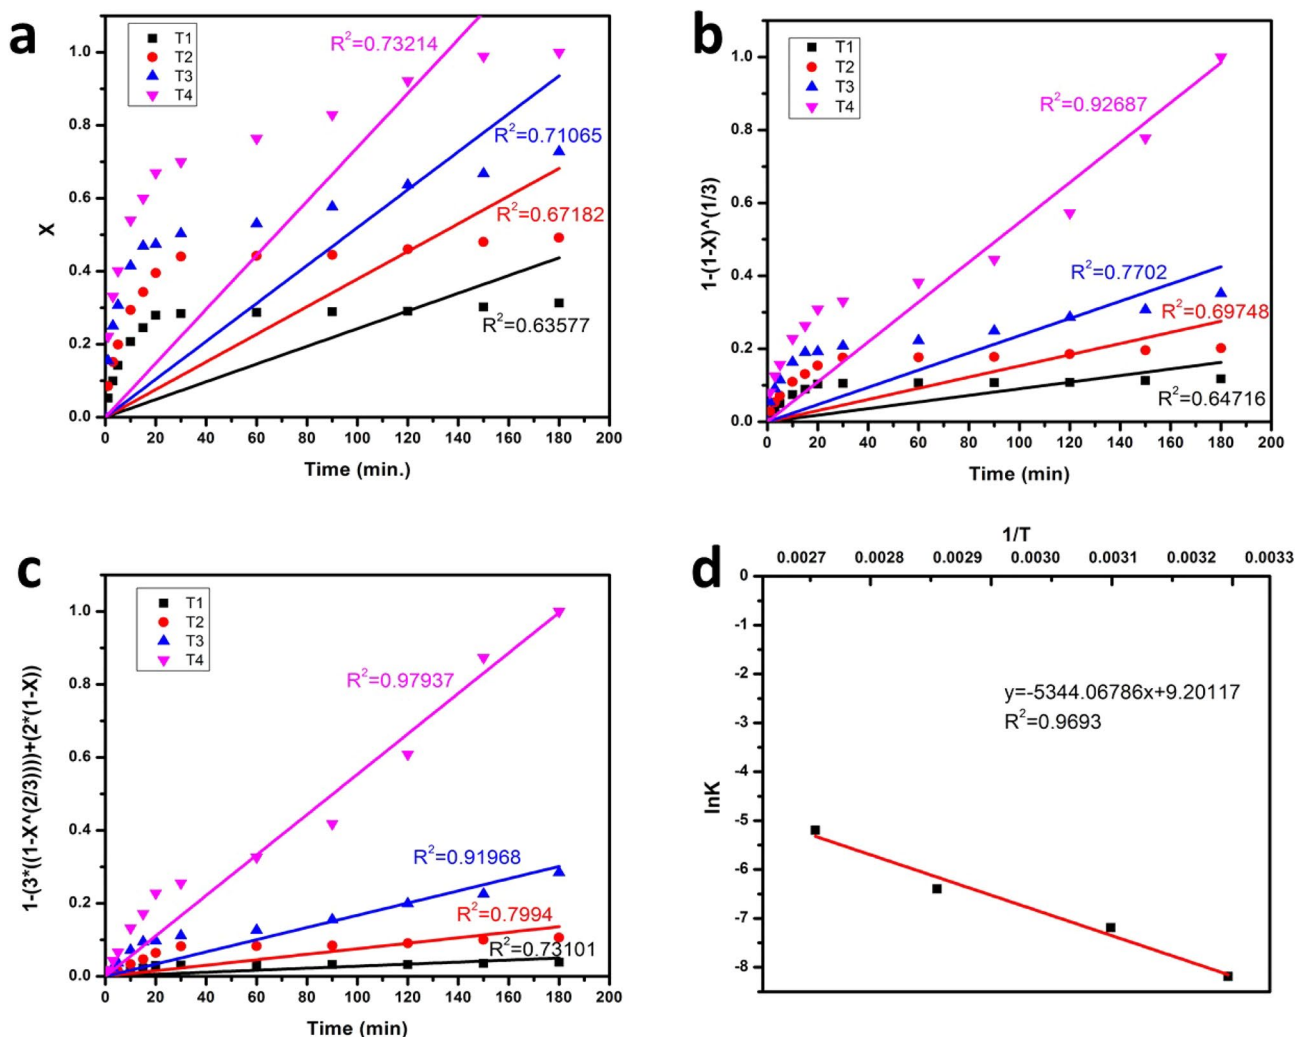 a
T1
T2
T3
T4
R²=0.73214
R²=0.71065
R²=0.67182
R²=0.63577
X
1.0
0.8
0.6
0.4
0.2
0.0
0 20 40 60 80 100 120 140 160 180 200
Time (min.)
b
T1
T2
T3
T4
R²=0.92687
R²=0.7702
R²=0.69748
R²=0.64716
1-(1-X)^(1/3)
1.0
0.8
0.6
0.4
0.2
0.0
0 20 40 60 80 100 120 140 160 180 200
Time (min)
c
T1
T2
T3
T4
R²=0.97937
R²=0.91968
R²=0.7994
R²=0.73101
1-(3*((1-X^(2/3))))+(2*(1-X))
1.0
0.8
0.6
0.4
0.2
0.0
0 20 40 60 80 100 120 140 160 180 200
Time (min)
d
1/T
0.0027 0.0028 0.0029 0.0030 0.0031 0.0032 0.0033
0
-1
-2
-3
-4
-5
-6
-7
-8
lnK
y=-5344.06786x+9.20117
R²=0.9693